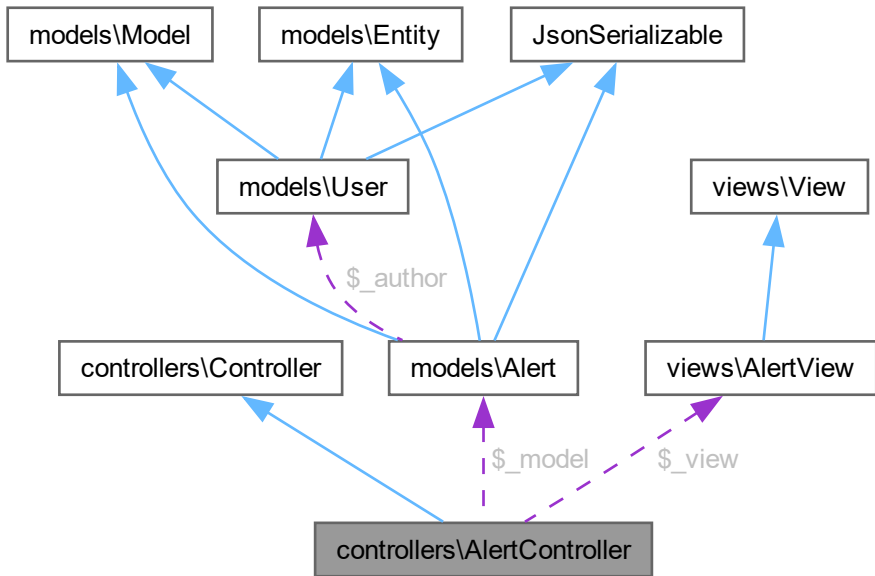 models\Model
models\Entity
JsonSerializable
models\User
views\View
$_author
controllers\Controller
models\Alert
views\AlertView
$_model
$_view
controllers\AlertController